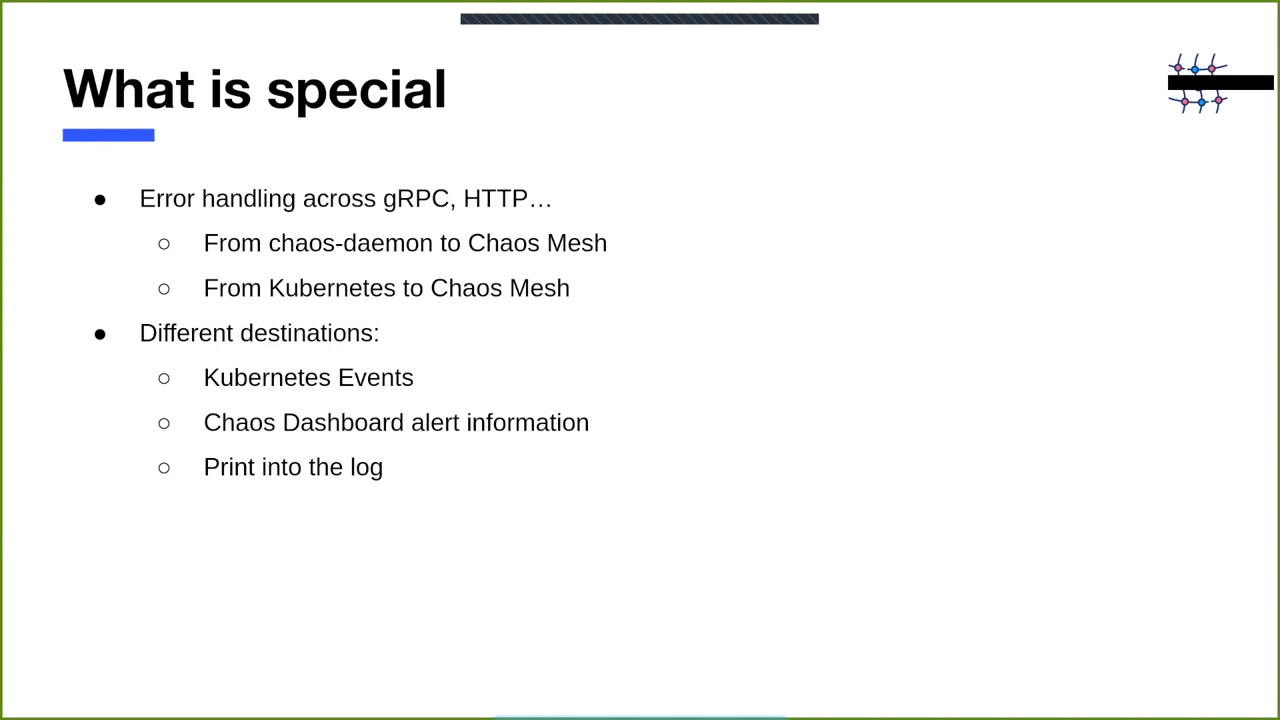 What is special
● Error handling across gRPC, HTTP…
○ From chaos-daemon to Chaos Mesh
○ From Kubernetes to Chaos Mesh
● Different destinations:
○ Kubernetes Events
○ Chaos Dashboard alert information
○ Print into the log